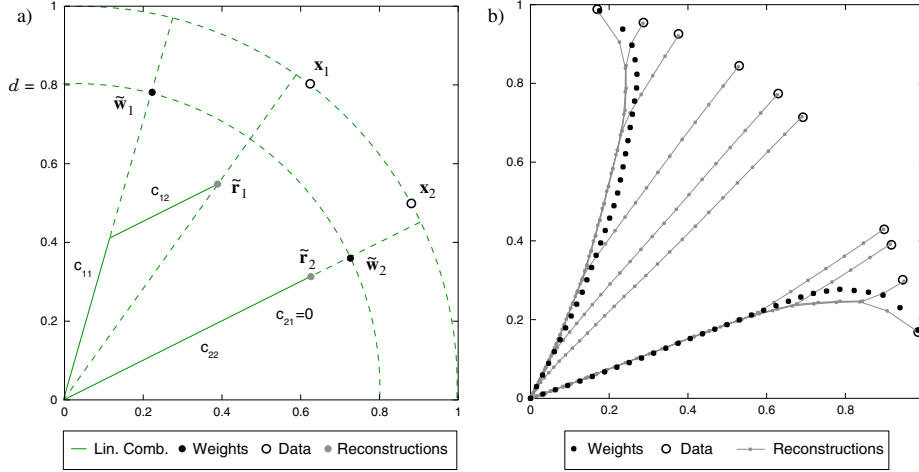 a)
1
0.8
0.6
0.4
0.2
0
d =
x1
w̃1
c12
r̃1
x2
c11
r̃2
w̃2
c21=0
c22
0 0.2 0.4 0.6 0.8 1
Lin. Comb. Weights Data Reconstructions
b)
1
0.8
0.6
0.4
0.2
0
0 0.2 0.4 0.6 0.8
Weights Data Reconstructions